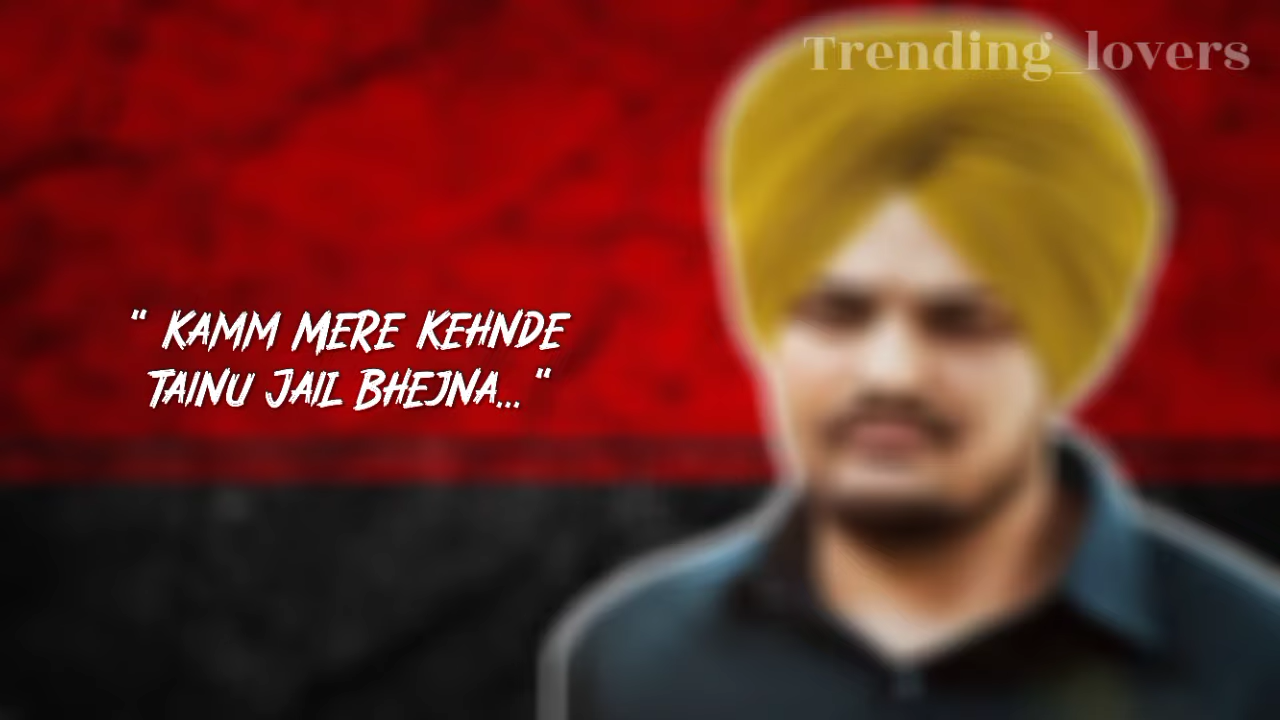 Trending_lovers
“ KAMM MERE KEHNDE
TAINU JAIL BHEJNA... “